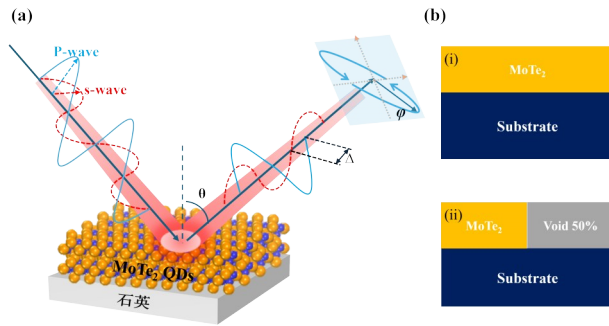 (a)
P-wave
s-wave
φ
Λ
θ
MoTe₂ QDs
石英
(b)
(i)
MoTe₂
Substrate
(ii)
MoTe₂
Void 50%
Substrate